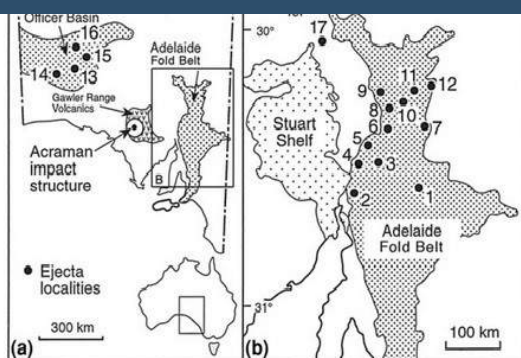 Officer Basin
16
15
14
13
Adelaide
Fold Belt
Gawler Range
Volcanics
Acraman
impact
structure
B
Ejecta
localities
300 km
(a)
30°
17
11
12
9
8
10
6
7
5
4
3
2
1
Stuart
Shelf
Adelaide
Fold Belt
31°
100 km
(b)